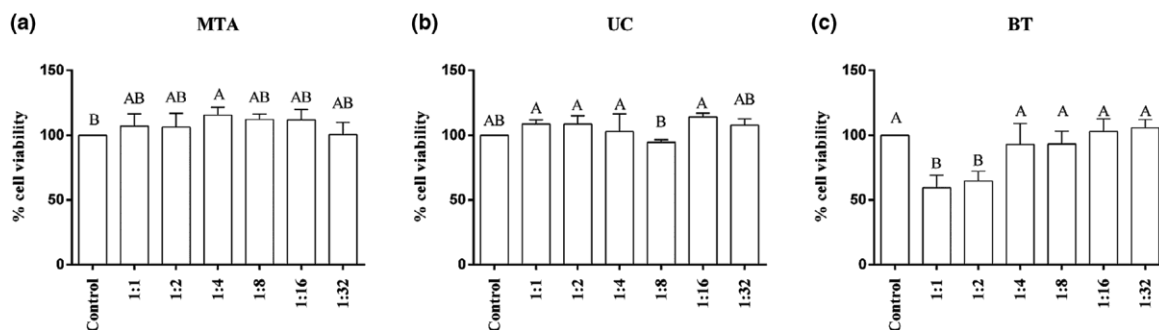 (a) MTA
150
100
50
0
% cell viability
B AB AB A AB AB AB
Control 1:1 1:2 1:4 1:8 1:16 1:32
(b) UC
150
100
50
0
% cell viability
AB A A A B A AB
Control 1:1 1:2 1:4 1:8 1:16 1:32
(c) BT
150
100
50
0
% cell viability
A B B A A A A
Control 1:1 1:2 1:4 1:8 1:16 1:32